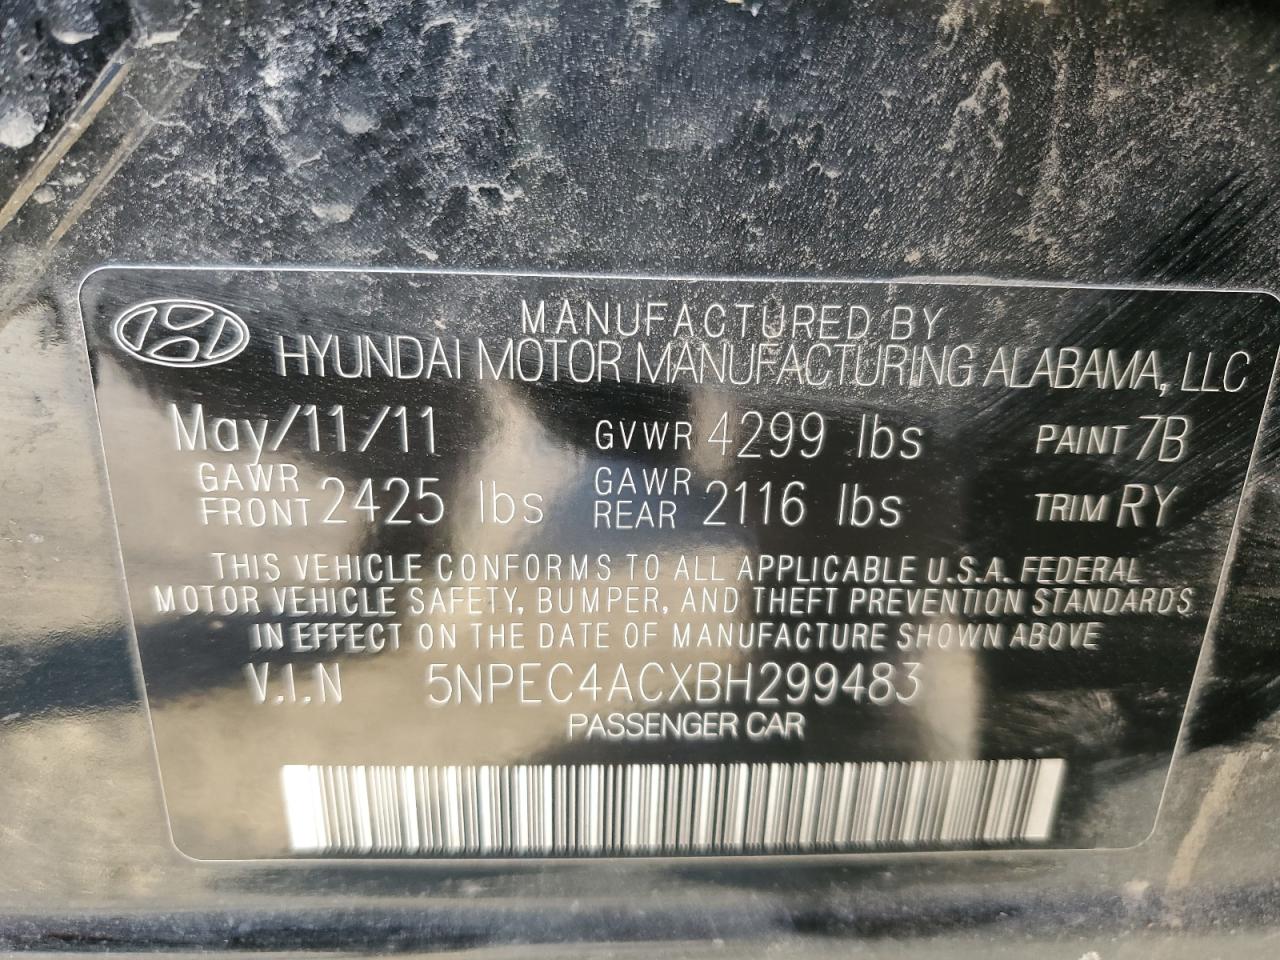 MANUFACTURED BY
HYUNDAI MOTOR MANUFACTURING ALABAMA, LLC
May/11/11 GVWR 4299 lbs PAINT 7B
GAWR FRONT 2425 lbs GAWR REAR 2116 lbs TRIM RY
THIS VEHICLE CONFORMS TO ALL APPLICABLE U.S.A. FEDERAL
MOTOR VEHICLE SAFETY, BUMPER, AND THEFT PREVENTION STANDARDS
IN EFFECT ON THE DATE OF MANUFACTURE SHOWN ABOVE
V.I.N 5NPEC4ACXBH299483
PASSENGER CAR